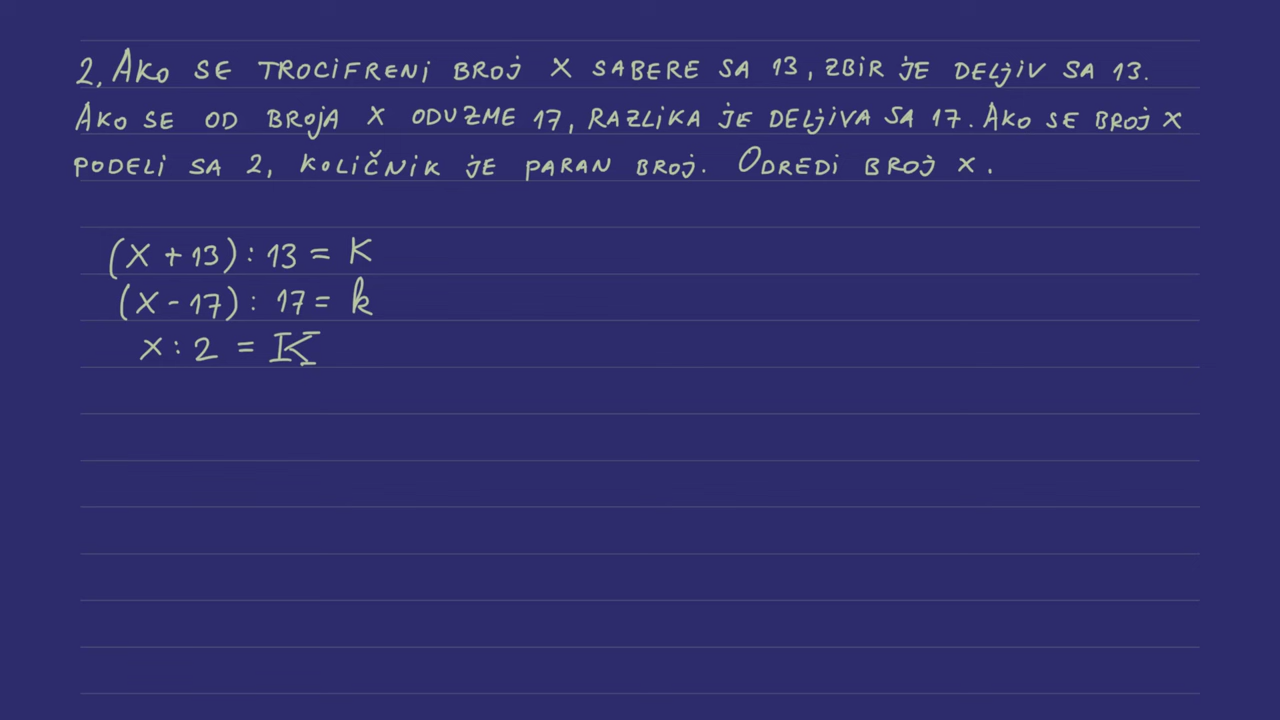 2, AKO SE TROCIFRENI BROJ X SABERE SA 13, ZBIR JE DELJIV SA 13.
AKO SE OD BROJA X ODUZME 17, RAZLIKA JE DELJIVA SA 17. AKO SE BROJ X
PODELI SA 2, KOLIČNIK JE PARAN BROJ. ODREDI BROJ X.
(X + 13) : 13 = K
(X - 17) : 17 = k
X : 2 = K